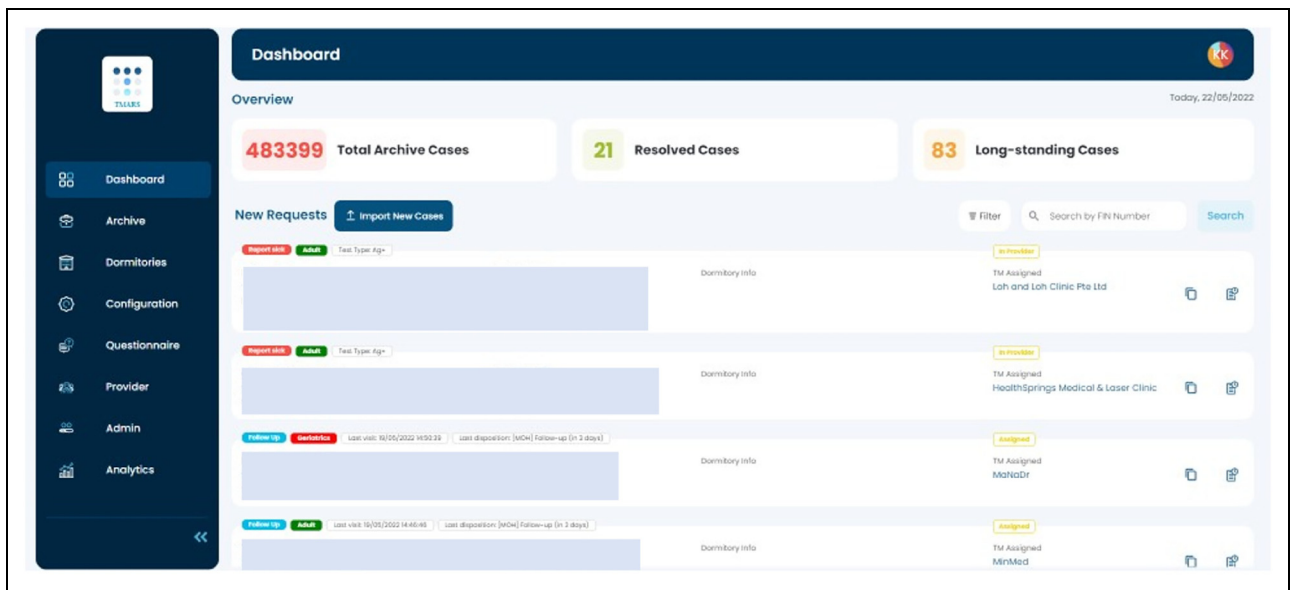 TMARS
Dashboard
Archive
Dormitories
Configuration
Questionnaire
Provider
Admin
Analytics
Dashboard
KK
Overview
Today, 22/05/2022
483399 Total Archive Cases
21 Resolved Cases
83 Long-standing Cases
New Requests
Import New Cases
Filter
Search by FIN Number
Search
Report sick Adult Test Type: Ag+
Dormitory Info
In Provider
TM Assigned
Loh and Loh Clinic Pte Ltd
Report sick Adult Test Type: Ag+
Dormitory Info
In Provider
TM Assigned
HealthSprings Medical & Laser Clinic
Follow Up Geriatrics Last visit: 19/05/2022 14:50:39 Last disposition: [MOH] Follow-up (in 3 days)
Dormitory Info
Assigned
TM Assigned
MaNaDr
Follow Up Adult Last visit: 19/05/2022 14:46:46 Last disposition: [MOH] Follow-up (in 3 days)
Dormitory Info
Assigned
TM Assigned
MinMed